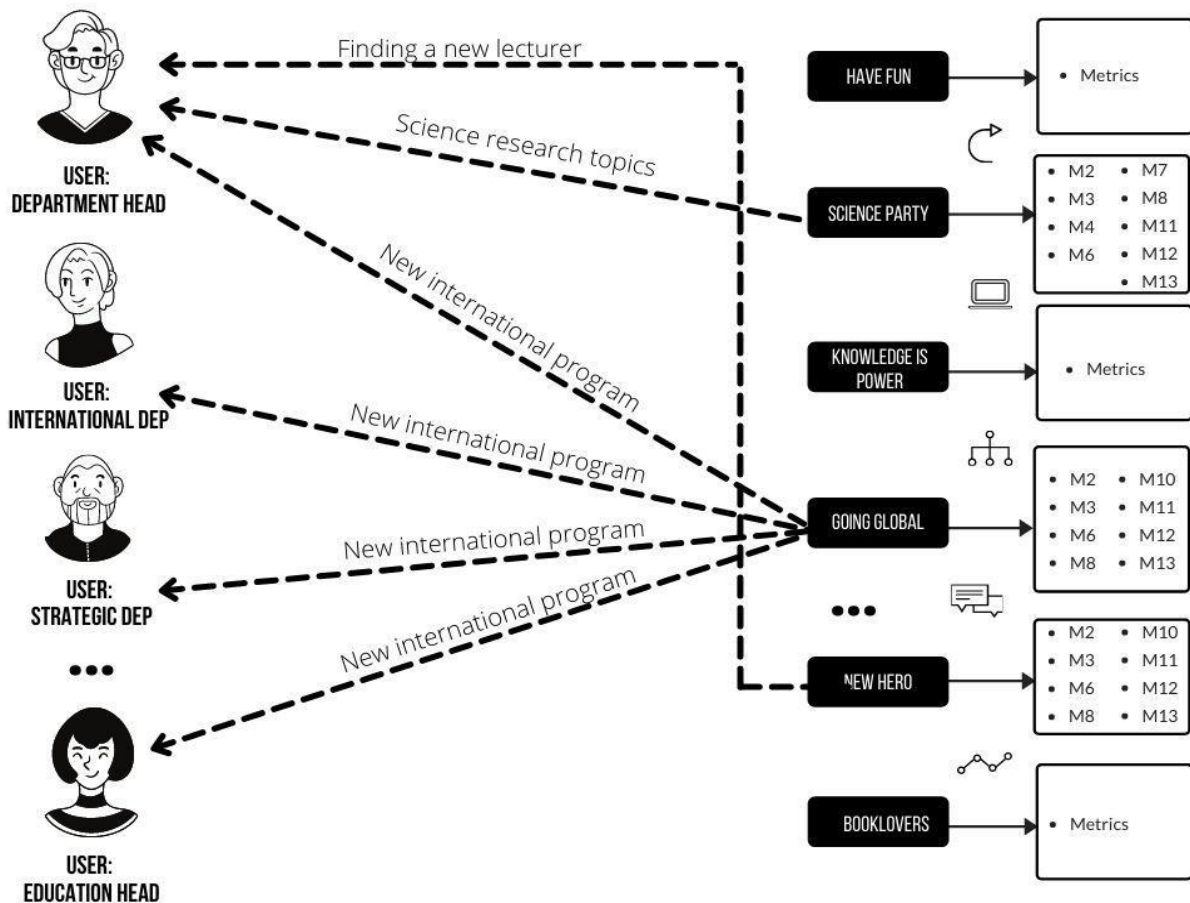 Finding a new lecturer
Science research topics
New international program
New international program
New international program
New international program
USER:
DEPARTMENT HEAD
USER:
INTERNATIONAL DEP
USER:
STRATEGIC DEP
•••
USER:
EDUCATION HEAD
HAVE FUN
• Metrics
SCIENCE PARTY
• M2
• M3
• M4
• M6
• M7
• M8
• M11
• M12
• M13
KNOWLEDGE IS
POWER
• Metrics
GOING GLOBAL
• M2
• M3
• M6
• M8
• M10
• M11
• M12
• M13
•••
NEW HERO
• M2
• M3
• M6
• M8
• M10
• M11
• M12
• M13
BOOKLOVERS
• Metrics